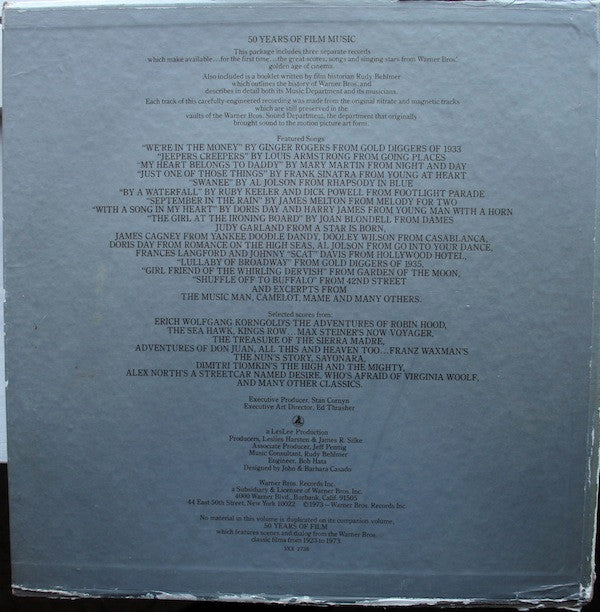 50 YEARS OF FILM MUSIC
This package includes three separate records
which make available...for the first time...the great scores, songs and singing stars from Warner Bros.'
golden age of cinema.
Also included is a booklet written by film historian Rudy Behlmer
which outlines the history of Warner Bros. and
describes in detail both its Music Department and its musicians.
Each track of this carefully-engineered recording was made from the original nitrate and magnetic tracks
which are still preserved in the
vaults of the Warner Bros. Sound Department, the department that originally
brought sound to the motion picture art form.
Featured Songs
"WE'RE IN THE MONEY" BY GINGER ROGERS FROM GOLD DIGGERS OF 1933
"JEEPERS CREEPERS" BY LOUIS ARMSTRONG FROM GOING PLACES
"MY HEART BELONGS TO DADDY" BY MARY MARTIN FROM NIGHT AND DAY
"JUST ONE OF THOSE THINGS" BY FRANK SINATRA FROM YOUNG AT HEART
"SWANEE" BY AL JOLSON FROM RHAPSODY IN BLUE
"BY A WATERFALL" BY RUBY KEELER AND DICK POWELL FROM FOOTLIGHT PARADE
"SEPTEMBER IN THE RAIN" BY JAMES MELTON FROM MELODY FOR TWO
"WITH A SONG IN MY HEART" BY DORIS DAY AND HARRY JAMES FROM YOUNG MAN WITH A HORN
"THE GIRL AT THE IRONING BOARD" BY JOAN BLONDELL FROM DAMES
JUDY GARLAND FROM A STAR IS BORN,
JAMES CAGNEY FROM YANKEE DOODLE DANDY, DOOLEY WILSON FROM CASABLANCA,
DORIS DAY FROM ROMANCE ON THE HIGH SEAS, AL JOLSON FROM GO INTO YOUR DANCE,
FRANCES LANGFORD AND JOHNNY "SCAT" DAVIS FROM HOLLYWOOD HOTEL,
"LULLABY OF BROADWAY" FROM GOLD DIGGERS OF 1935,
"GIRL FRIEND OF THE WHIRLING DERVISH" FROM GARDEN OF THE MOON,
"SHUFFLE OFF TO BUFFALO" FROM 42ND STREET
AND EXCERPTS FROM
THE MUSIC MAN, CAMELOT, MAME AND MANY OTHERS.
Selected scores from:
ERICH WOLFGANG KORNGOLD'S THE ADVENTURES OF ROBIN HOOD,
THE SEA HAWK, KINGS ROW... MAX STEINER'S NOW VOYAGER,
THE TREASURE OF THE SIERRA MADRE,
ADVENTURES OF DON JUAN, ALL THIS AND HEAVEN TOO...FRANZ WAXMAN'S
THE NUN'S STORY, SAYONARA,
DIMITRI TIOMKIN'S THE HIGH AND THE MIGHTY,
ALEX NORTH'S A STREETCAR NAMED DESIRE, WHO'S AFRAID OF VIRGINIA WOOLF,
AND MANY OTHER CLASSICS.
Executive Producer, Stan Cornyn
Executive Art Director, Ed Thrasher
a LesLee Production
Producers, Leslies Harsten & James R. Silke
Associate Producer, Jeff Pennig
Music Consultant, Rudy Behlmer
Engineer, Bob Hata
Designed by John & Barbara Casado
Warner Bros. Records Inc.
a Subsidiary & Licensee of Warner Bros. Inc.
4000 Warner Blvd., Burbank, Calif. 91505
44 East 50th Street, New York 10022 ©1973 – Warner Bros. Records Inc.
No material in this volume is duplicated on its companion volume,
50 YEARS OF FILM
which features scenes and dialog from the Warner Bros.
classic films from 1923 to 1973.
3XX 2736